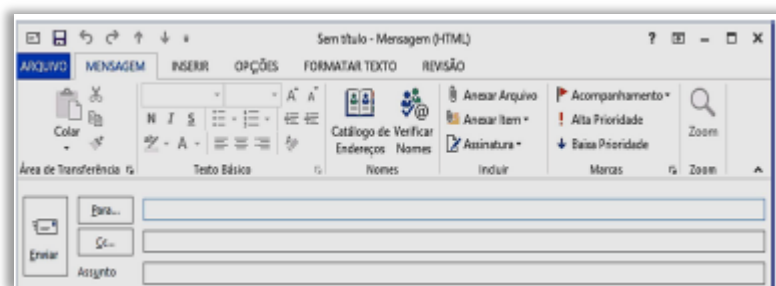 Sem título - Mensagem (HTML)
ARQUIVO MENSAGEM INSERIR OPÇÕES FORMATAR TEXTO REVISÃO
Colar
N I S
A A
Catálogo de Endereços
Verificar Nomes
Anexar Arquivo
Anexar Item
Assinatura
Acompanhamento
Alta Prioridade
Baixa Prioridade
Zoom
Área de Transferência Texto Básico Nomes Incluir Marcas Zoom
Enviar
Para...
Cc...
Assunto